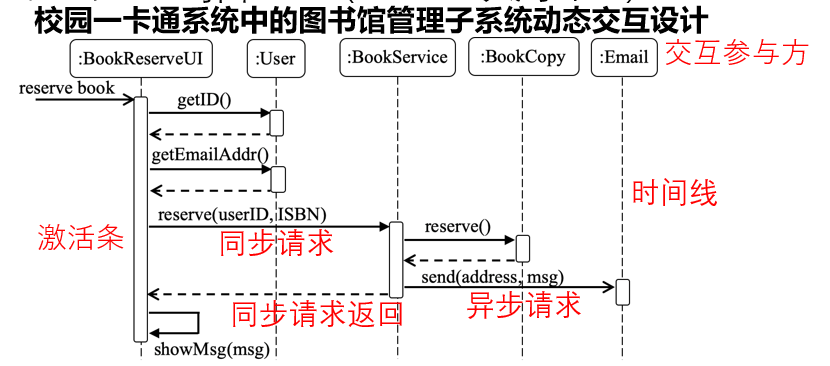 校园一卡通系统中的图书馆管理子系统动态交互设计
:BookReserveUI :User :BookService :BookCopy :Email 交互参与方
reserve book
getID()
getEmailAddr()
时间线
reserve(userID, ISBN)
reserve()
激活条
同步请求
send(address, msg)
同步请求返回
异步请求
showMsg(msg)